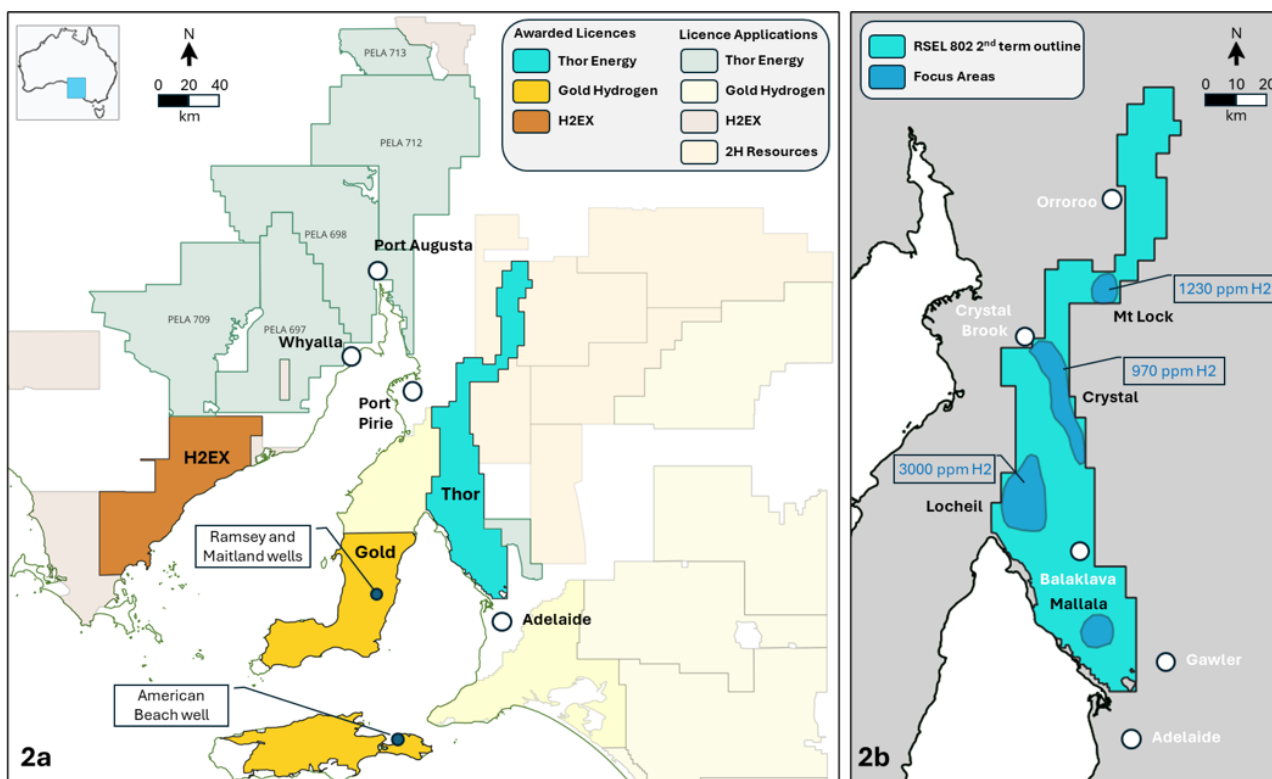 N
0 20 40
km
Awarded Licences
Thor Energy
Gold Hydrogen
H2EX
Licence Applications
Thor Energy
Gold Hydrogen
H2EX
2H Resources
PELA 713
PELA 712
PELA 698
Port Augusta
PELA 709
PELA 697
Whyalla
Port
Pirie
H2EX
Thor
Ramsey and
Maitland wells
Gold
Adelaide
American
Beach well
2a
RSEL 802 2nd term outline
Focus Areas
N
0 10 20
km
Orroroo
1230 ppm H2
Mt Lock
Crystal
Brook
970 ppm H2
Crystal
3000 ppm H2
Locheil
Balaklava
Mallala
Gawler
Adelaide
2b